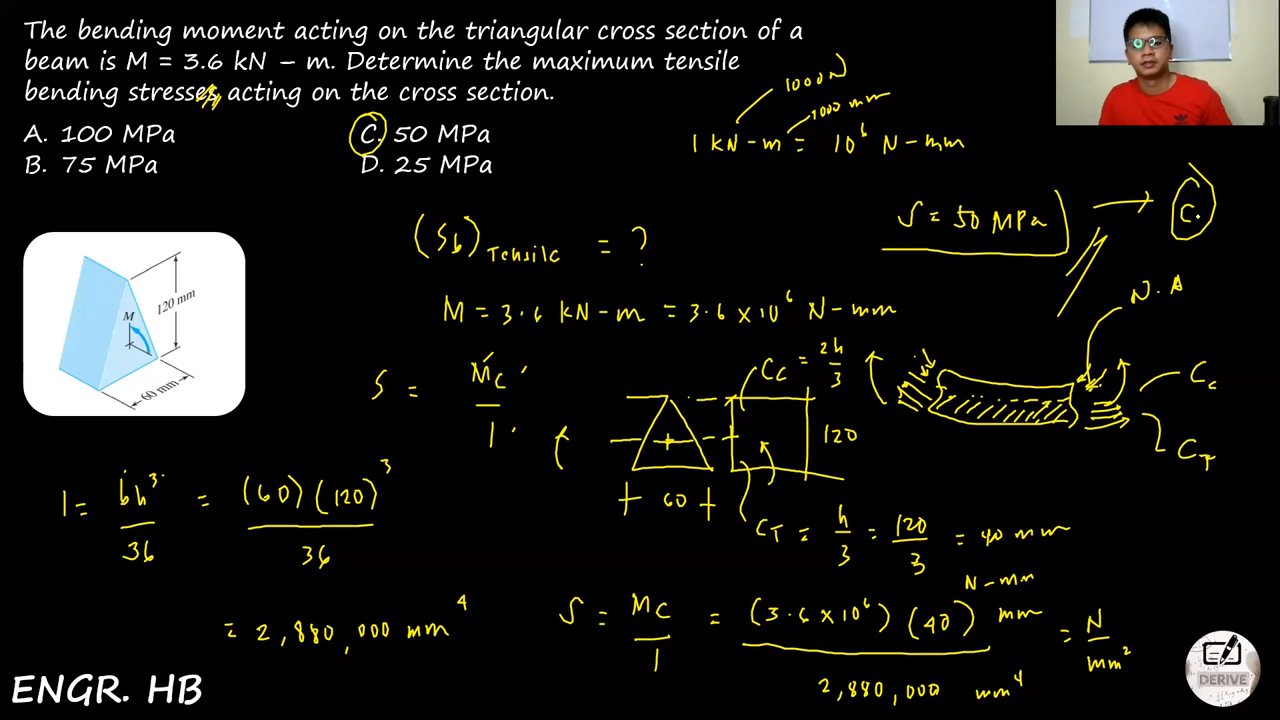 The bending moment acting on the triangular cross section of a
beam is M = 3.6 kN – m. Determine the maximum tensile
bending stresses acting on the cross section.
A. 100 MPa
C. 50 MPa
B. 75 MPa
D. 25 MPa
1000 N
1000 mm
1 kN-m = 10^6 N-mm
S = 50 MPa
C.
(Sb)Tensile = ?
M = 3.6 kN-m = 3.6 x 10^6 N-mm
N.A
120 mm
M
60 mm
S = Mc/I
Cc = 2h/3
120
60
Cc
CT
I = bh^3/36 = (60)(120)^3/36
CT = h/3 = 120/3 = 40 mm
= 2,880,000 mm^4
S = Mc/I = (3.6x10^6)(40)/2,880,000 N-mm mm/mm^4 = N/mm^2
ENGR. HB
DERIVE